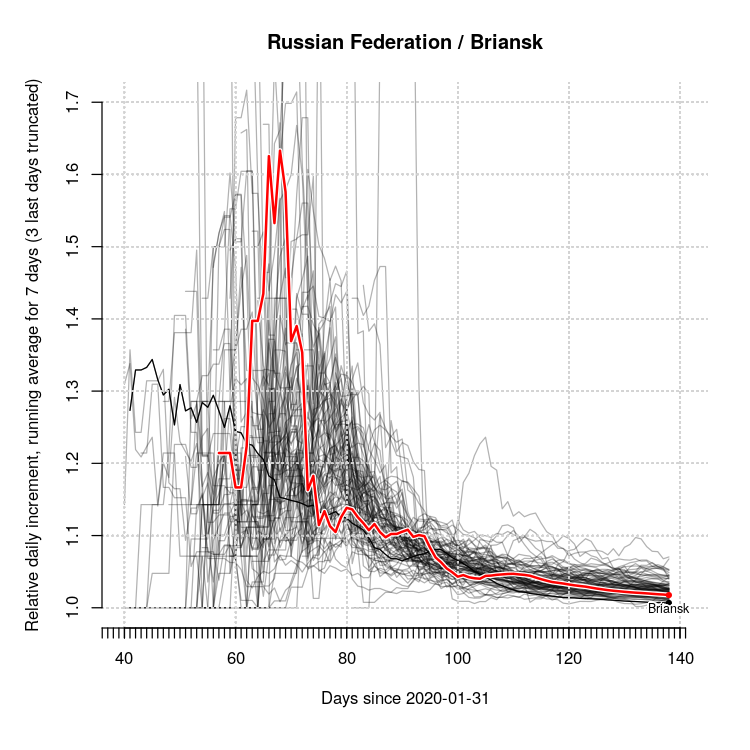 Russian Federation / Briansk
Relative daily increment, running average for 7 days (3 last days truncated)
1.7
1.6
1.5
1.4
1.3
1.2
1.1
1.0
Briansk
40 60 80 100 120 140
Days since 2020-01-31